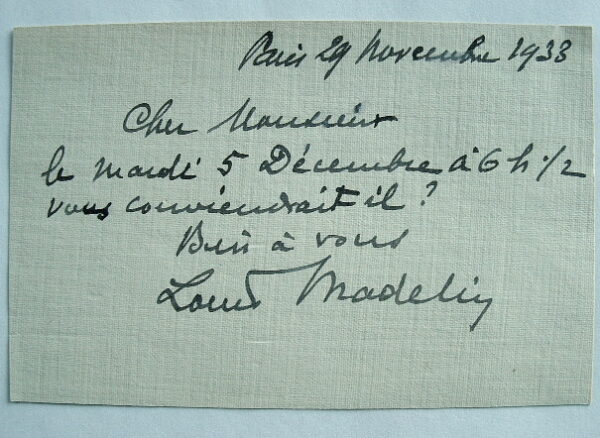 Paris 29 Novembre 1933
Cher Monsieur
le mardi 5 Décembre à 6 h. 1/2
vous conviendrait il ?
Bien à vous
Louis Madelin